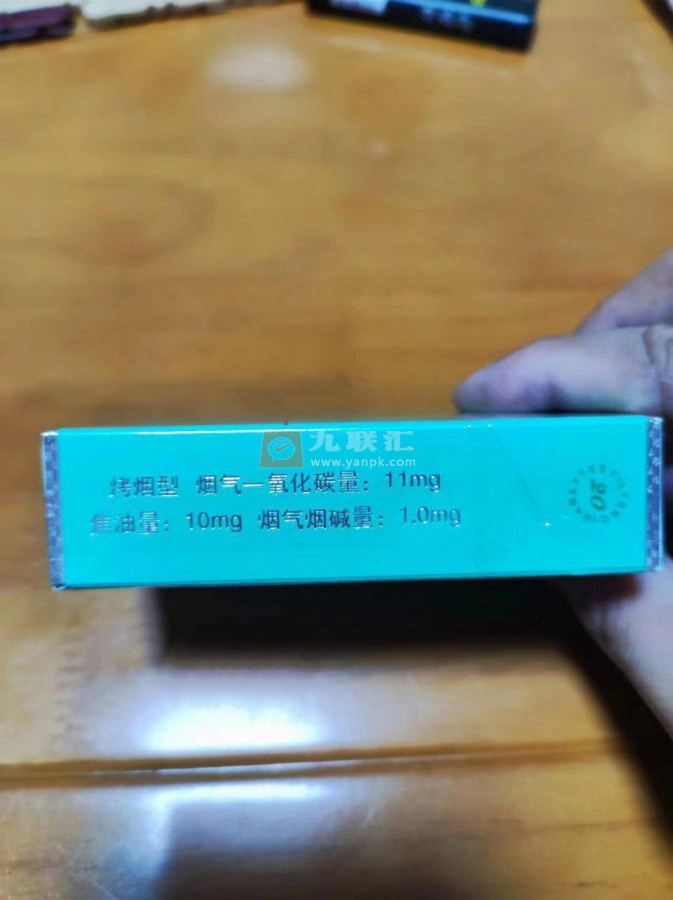 九联汇
www.yanpk.com
烤烟型 烟气一氧化碳量：11mg
焦油量：10mg 烟气烟碱量：1.0mg
20